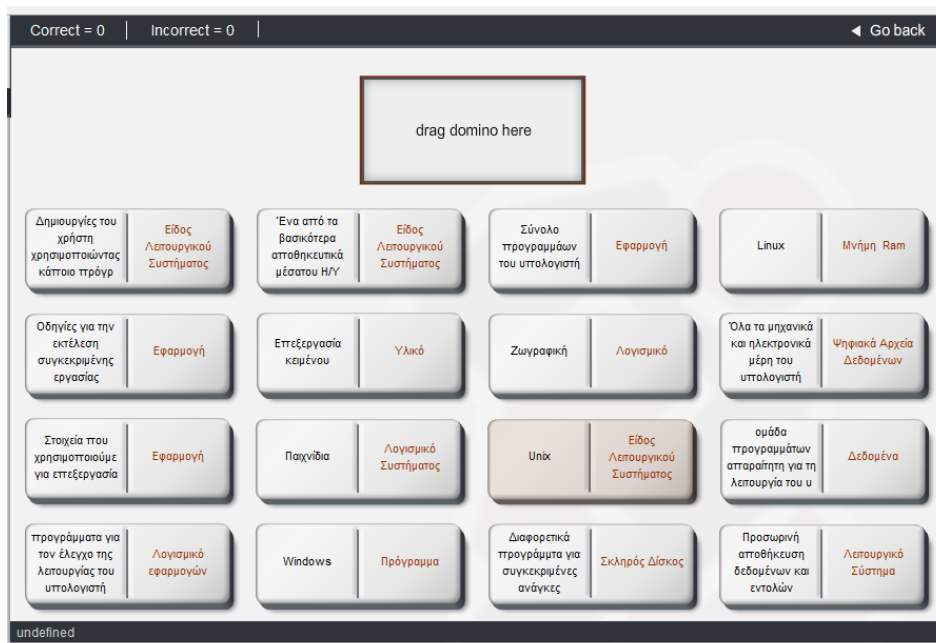 Correct = 0 | Incorrect = 0 | ◄ Go back
drag domino here
Δημιουργίες του
χρήστη
χρησιμοποιώντας
κάποιο πρόγρ
Είδος
Λειτουργικού
Συστήματος
Ένα από τα
βασικότερα
αποθηκευτικά
μέσατου Η/Υ
Είδος
Λειτουργικού
Συστήματος
Σύνολο
προγραμμάων
του υπολογιστή
Εφαρμογή
Linux
Μνήμη Ram
Οδηγίες για την
εκτέλεση
συγκεκριμένης
εργασίας
Εφαρμογή
Επεξεργασία
κειμένου
Υλικό
Ζωγραφική
Λογισμικό
Όλα τα μηχανικά
και ηλεκτρονικά
μέρη του
υπολογιστή
Ψηφιακά Αρχεία
Δεδομένων
Στοιχεία που
χρησιμοποιούμε
για επεξεργασία
Εφαρμογή
Παιχνίδια
Λογισμικό
Συστήματος
Unix
Είδος
Λειτουργικού
Συστήματος
ομάδα
προγραμμάτων
απαραίτητη για τη
λειτουργία του υ
Δεδομένα
προγράμματα για
τον έλεγχο της
λειτουργίας του
υπολογιστή
Λογισμικό
εφαρμογών
Windows
Πρόγραμμα
Διαφορετικά
προγράμμτα για
συγκεκριμένες
ανάγκες
Σκληρός Δίσκος
Προσωρινή
αποθήκευση
δεδομένων και
εντολών
Λειτουργικό
Σύστημα
undefined